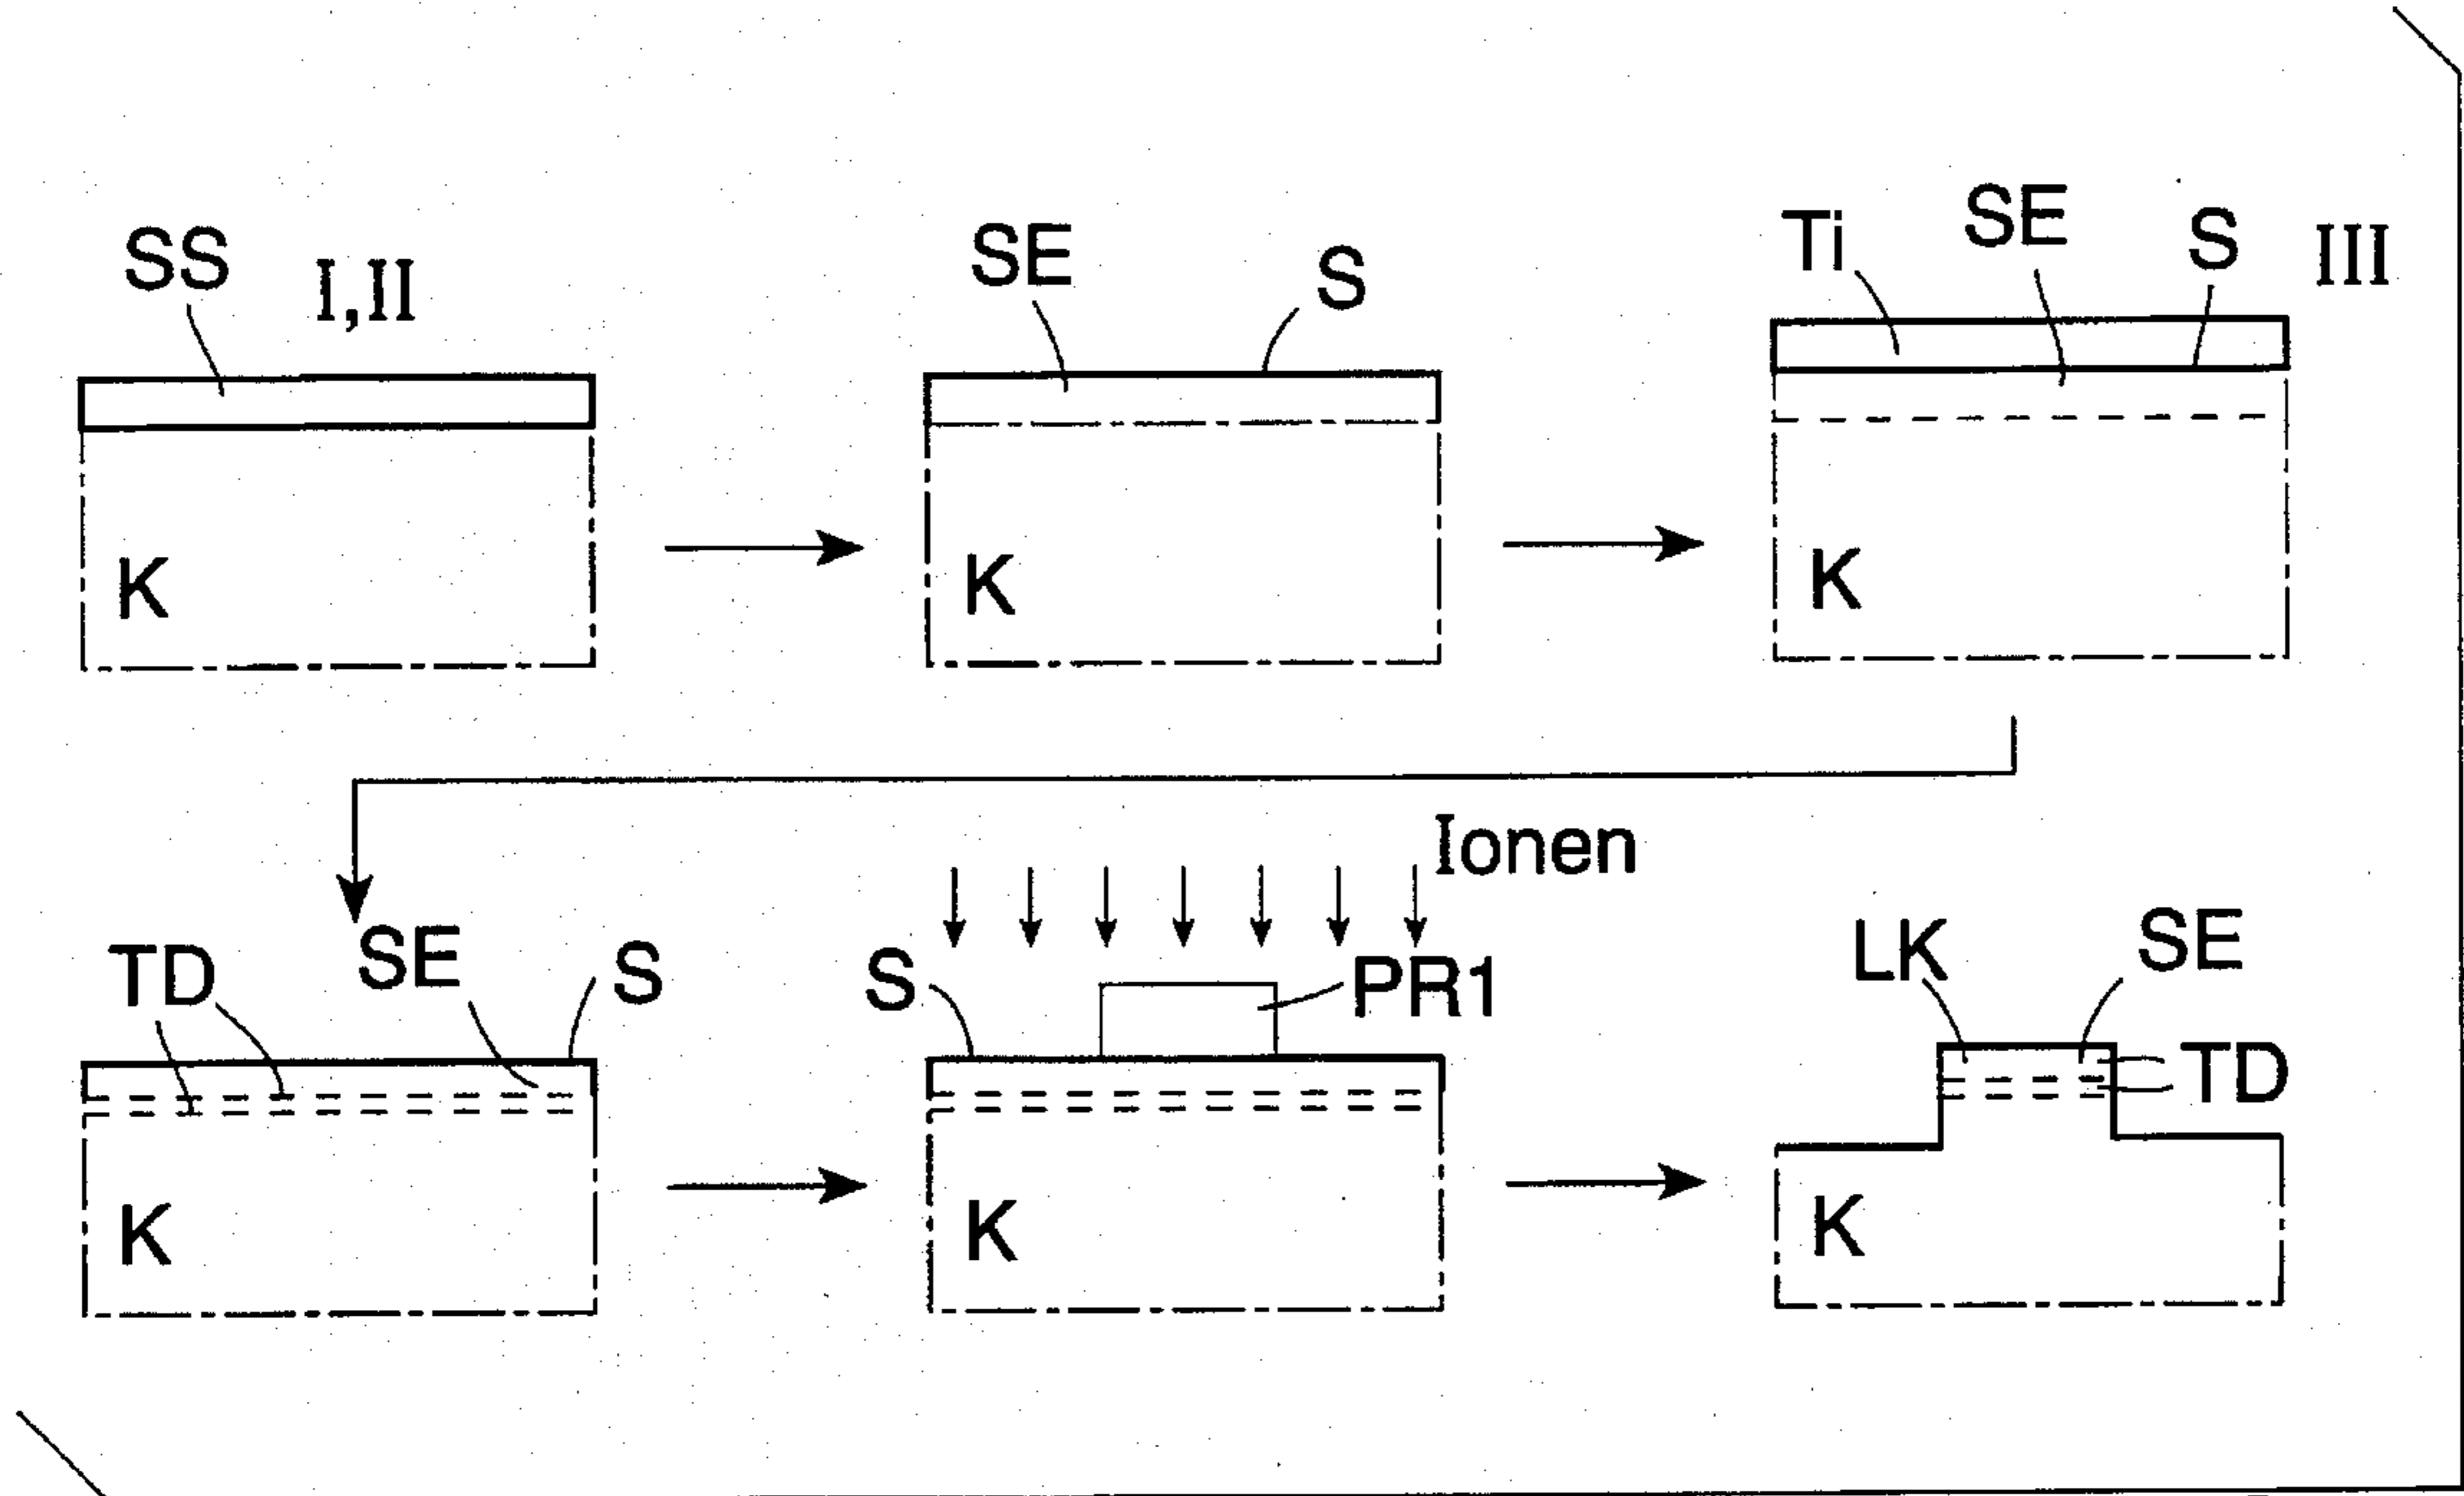 SS I,II
K
SE S
K
Ti SE S III
K
TD SE S
K
Ionen
S PR1
K
LK SE
TD
K